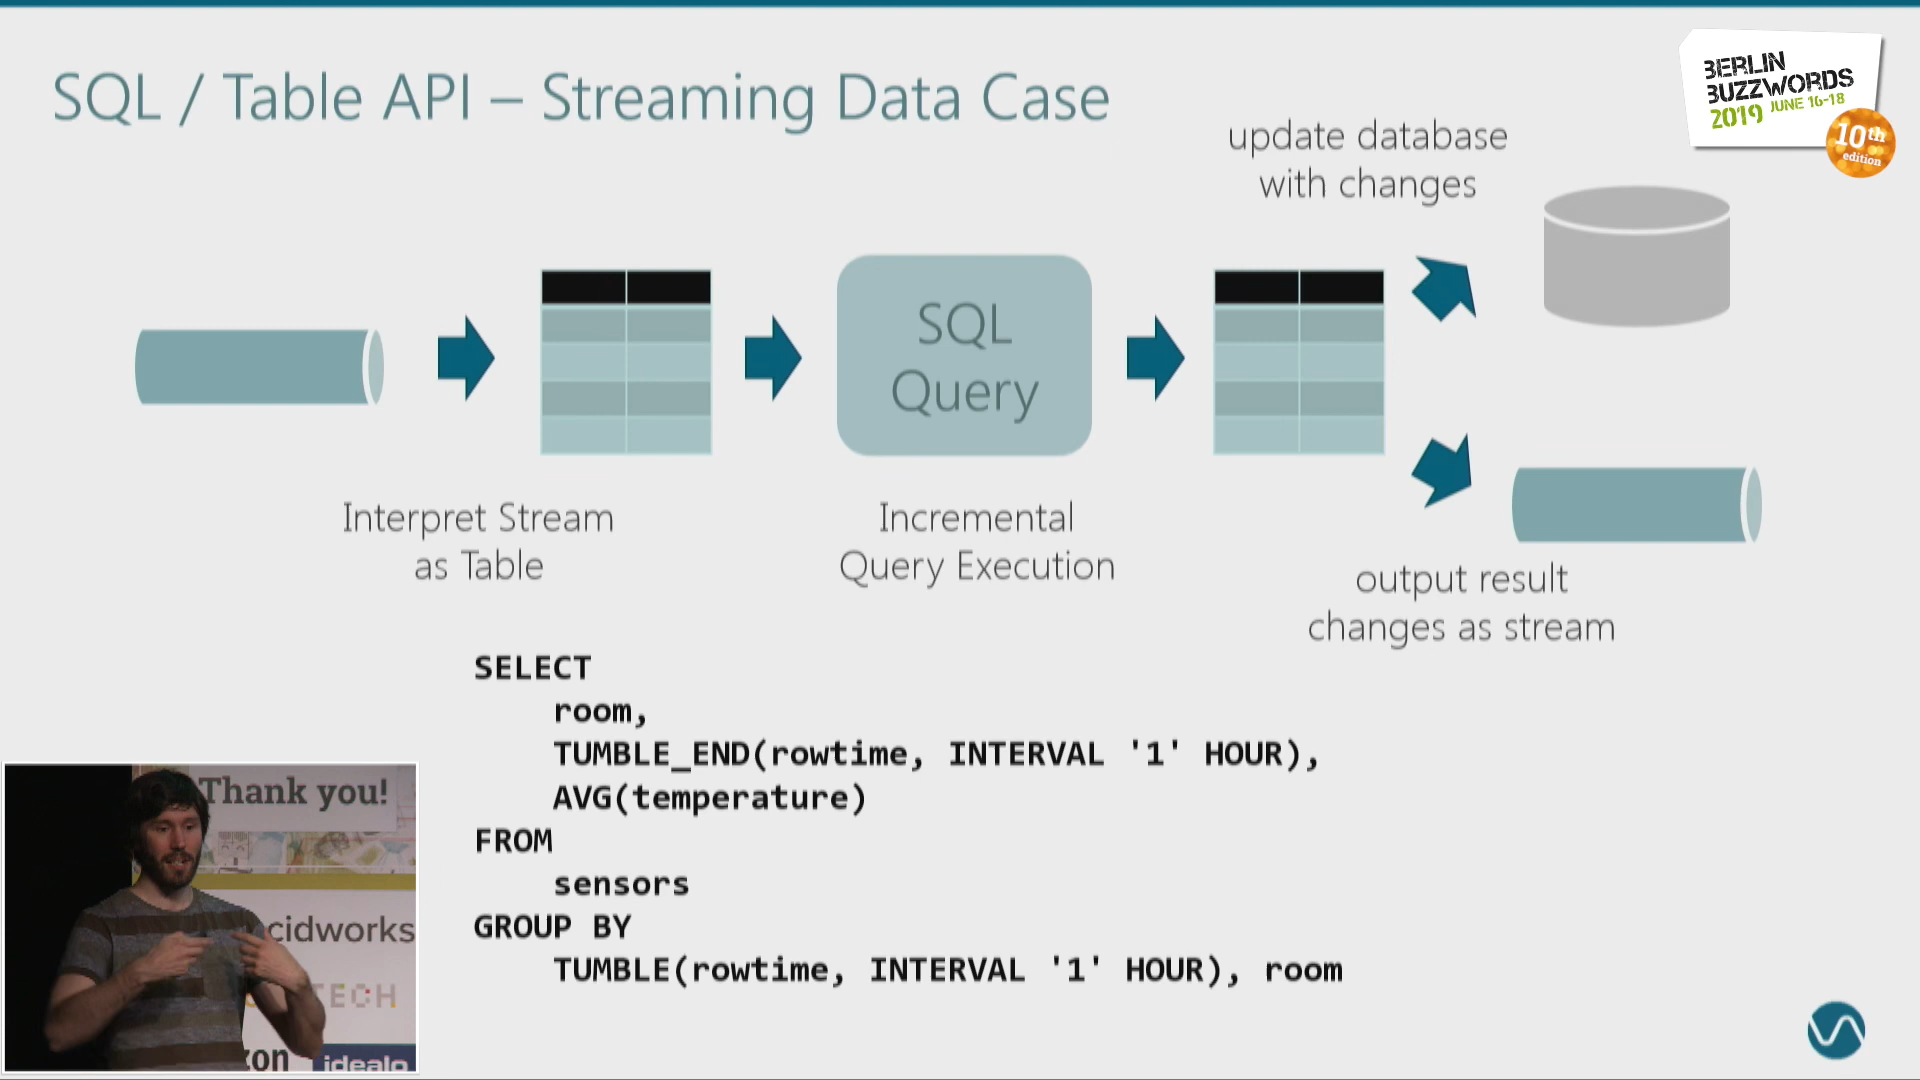 SQL / Table API – Streaming Data Case
BERLIN
BUZZWORDS
2019 JUNE 16-18
10th
edition
update database
with changes
SQL
Query
Interpret Stream
as Table
Incremental
Query Execution
output result
changes as stream
SELECT
room,
TUMBLE_END(rowtime, INTERVAL '1' HOUR),
AVG(temperature)
FROM
sensors
GROUP BY
TUMBLE(rowtime, INTERVAL '1' HOUR), room
Thank you!
cidworks
TECH
zon
idealo